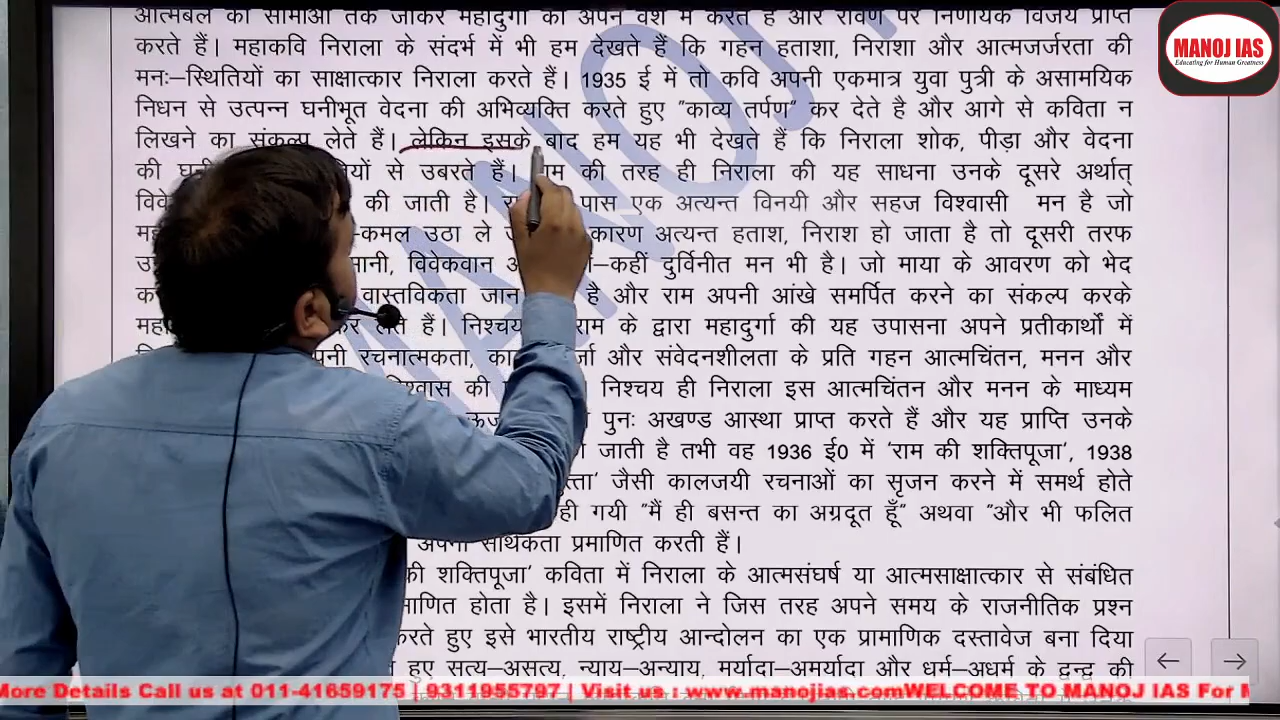 आत्मबल की सीमाओं तक जाकर महादुर्गा को अपने वश में करते हैं और रावण पर निर्णायक विजय प्राप्त
करते हैं। महाकवि निराला के संदर्भ में भी हम देखते हैं कि गहन हताशा, निराशा और आत्मजर्जरता की
मनः–स्थितियों का साक्षात्कार निराला करते हैं। 1935 ई में तो कवि अपनी एकमात्र युवा पुत्री के असामयिक
निधन से उत्पन्न घनीभूत वेदना की अभिव्यक्ति करते हुए "काव्य तर्पण" कर देते है और आगे से कविता न
लिखने का संकल्प लेते हैं। लेकिन इसके बाद हम यह भी देखते हैं कि निराला शोक, पीड़ा और वेदना
की से उबरते हैं। की तरह ही निराला की यह साधना उनके दूसरे अर्थात्
की जाती है। पास एक अत्यन्त विनयी और सहज विश्वासी मन है जो
–कमल उठा ले कारण अत्यन्त हताश, निराश हो जाता है तो दूसरी तरफ
विवेकवान –कहीं दुर्विनीत मन भी है। जो माया के आवरण को भेद
वास्तविकता जान है और राम अपनी आंखे समर्पित करने का संकल्प करके
लेते हैं। निश्चय राम के द्वारा महादुर्गा की यह उपासना अपने प्रतीकार्थों में
रचनात्मकता, और संवेदनशीलता के प्रति गहन आत्मचिंतन, मनन और
की निश्चय ही निराला इस आत्मचिंतन और मनन के माध्यम
पुनः अखण्ड आस्था प्राप्त करते हैं और यह प्राप्ति उनके
जाती है तभी वह 1936 ई0 में 'राम की शक्तिपूजा', 1938
जैसी कालजयी रचनाओं का सृजन करने में समर्थ होते
ही गयी "मैं ही बसन्त का अग्रदूत हूँ" अथवा "और भी फलित
अपनी सार्थकता प्रमाणित करती हैं।
की शक्तिपूजा' कविता में निराला के आत्मसंघर्ष या आत्मसाक्षात्कार से संबंधित
होता है। इसमें निराला ने जिस तरह अपने समय के राजनीतिक प्रश्न
करते हुए इसे भारतीय राष्ट्रीय आन्दोलन का एक प्रामाणिक दस्तावेज बना दिया
हुए सत्य–असत्य, न्याय–अन्याय, मर्यादा–अमर्यादा और धर्म–अधर्म के द्वन्द्व की
MANOJ IAS
Educating for Human Greatness
More Details Call us at 011-41659175 | 9311955797 | Visit us : www.manojias.comWELCOME TO MANOJ IAS For M